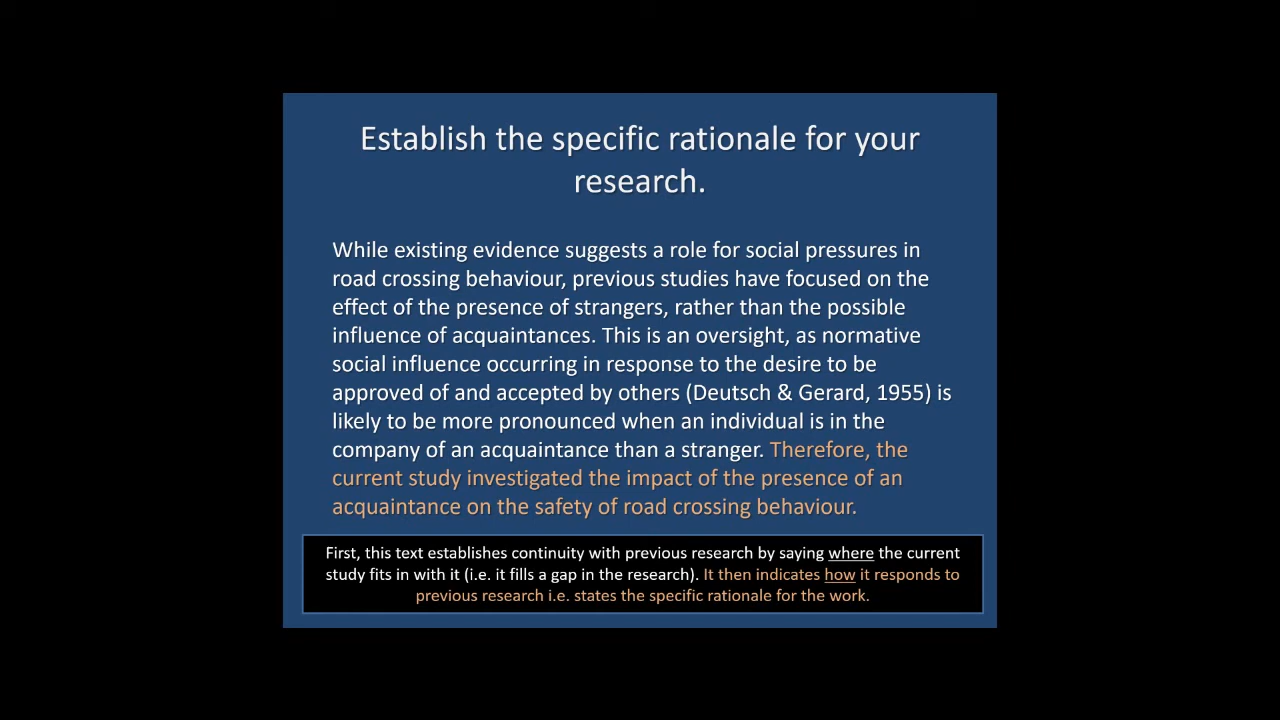 Establish the specific rationale for your
research.
While existing evidence suggests a role for social pressures in
road crossing behaviour, previous studies have focused on the
effect of the presence of strangers, rather than the possible
influence of acquaintances. This is an oversight, as normative
social influence occurring in response to the desire to be
approved of and accepted by others (Deutsch & Gerard, 1955) is
likely to be more pronounced when an individual is in the
company of an acquaintance than a stranger. Therefore, the
current study investigated the impact of the presence of an
acquaintance on the safety of road crossing behaviour.
First, this text establishes continuity with previous research by saying where the current
study fits in with it (i.e. it fills a gap in the research). It then indicates how it responds to
previous research i.e. states the specific rationale for the work.